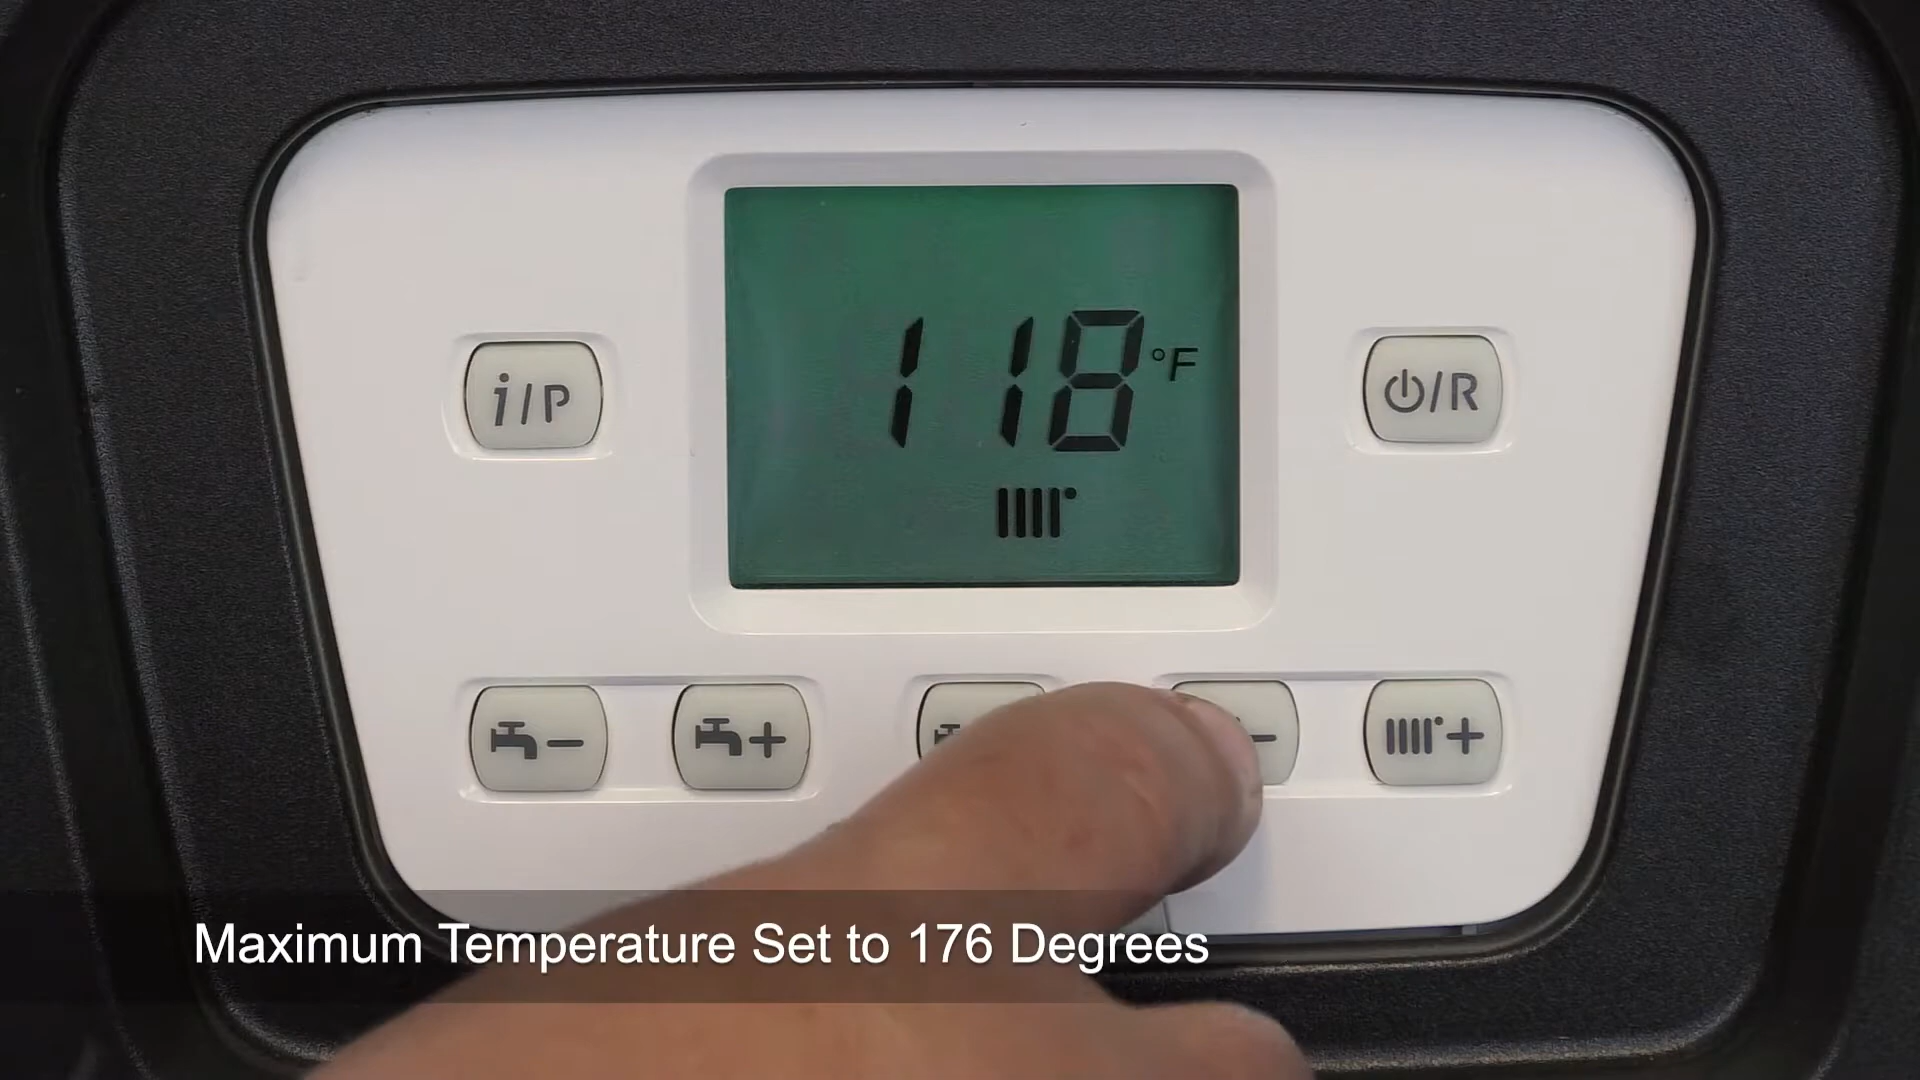 118 °F
i/P
/R
-
+
-
+
Maximum Temperature Set to 176 Degrees